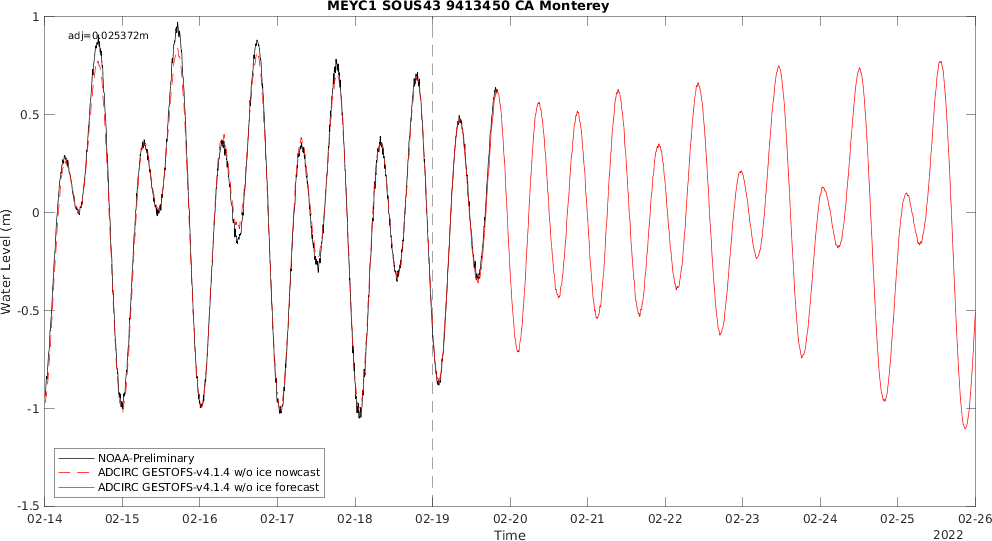 MEYC1 SOUS43 9413450 CA Monterey
adj=0.025372m
1
0.5
0
-0.5
-1
-1.5
Water Level (m)
NOAA-Preliminary
ADCIRC GESTOFS-v4.1.4 w/o ice nowcast
ADCIRC GESTOFS-v4.1.4 w/o ice forecast
02-14 02-15 02-16 02-17 02-18 02-19 02-20 02-21 02-22 02-23 02-24 02-25 02-26
Time
2022